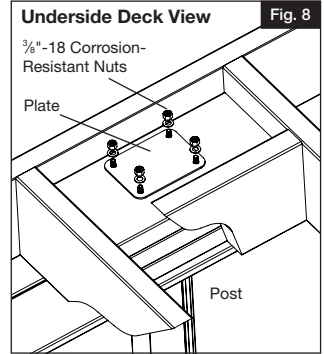 Underside Deck View
Fig. 8
⅜"-18 Corrosion-
Resistant Nuts
Plate
Post